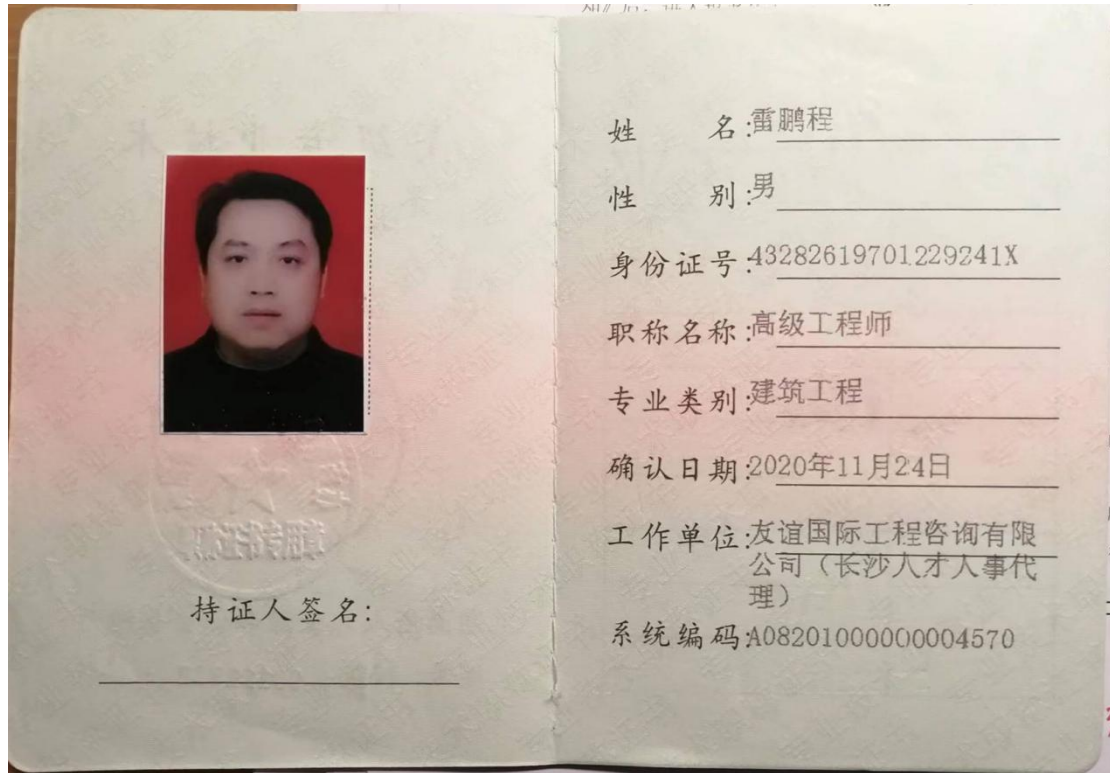 持证人签名:
姓 名:雷鹏程
性 别:男
身份证号:43282619701229241X
职称名称:高级工程师
专业类别:建筑工程
确认日期:2020年11月24日
工作单位:友谊国际工程咨询有限
公司（长沙人才人事代
理）
系统编码:A08201000000004570